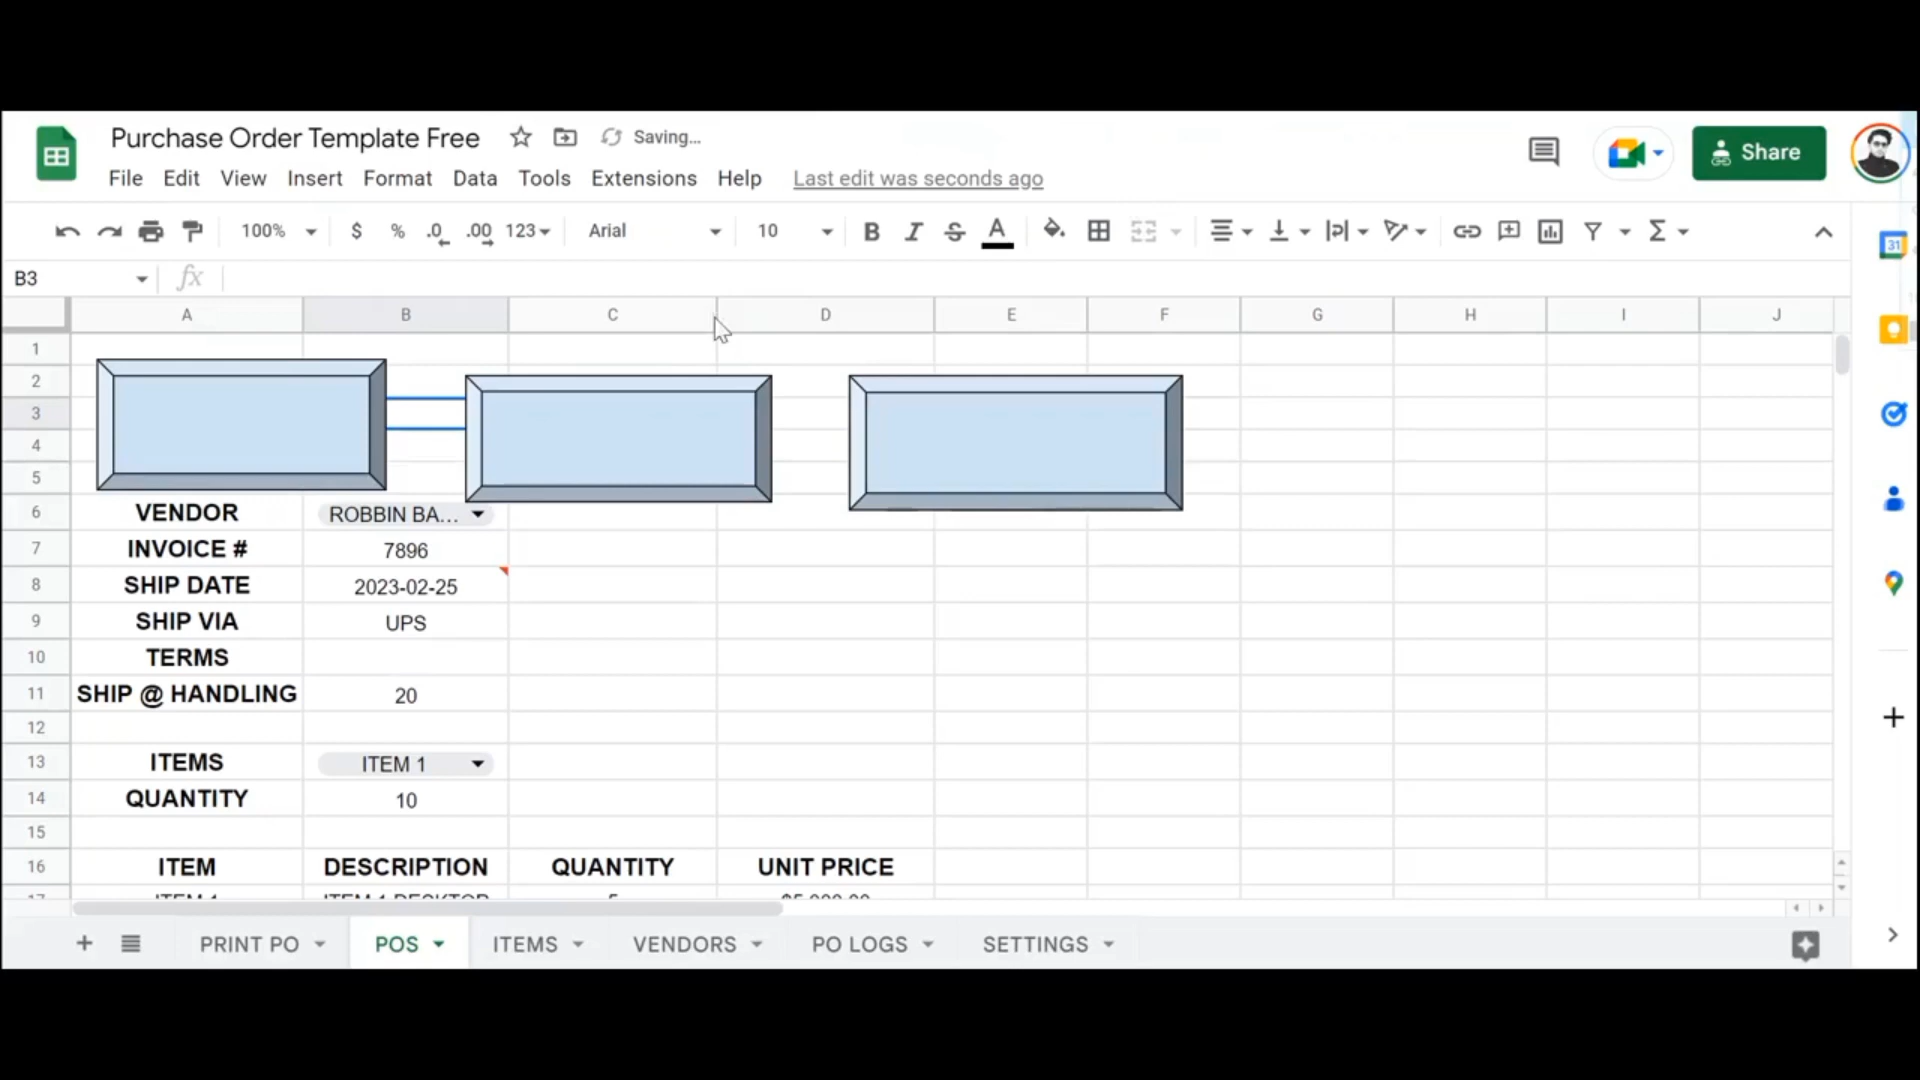 Purchase Order Template Free Saving...
Share
File Edit View Insert Format Data Tools Extensions Help Last edit was seconds ago
100% $ % .0 .00 123 Arial 10 B I S A
31
B3 fx
A B C D E F G H I J
1
2
3
4
5
6 VENDOR ROBBIN BA...
7 INVOICE # 7896
8 SHIP DATE 2023-02-25
9 SHIP VIA UPS
10 TERMS
11 SHIP @ HANDLING 20
12
13 ITEMS ITEM 1
14 QUANTITY 10
15
16 ITEM DESCRIPTION QUANTITY UNIT PRICE
PRINT PO POS ITEMS VENDORS PO LOGS SETTINGS